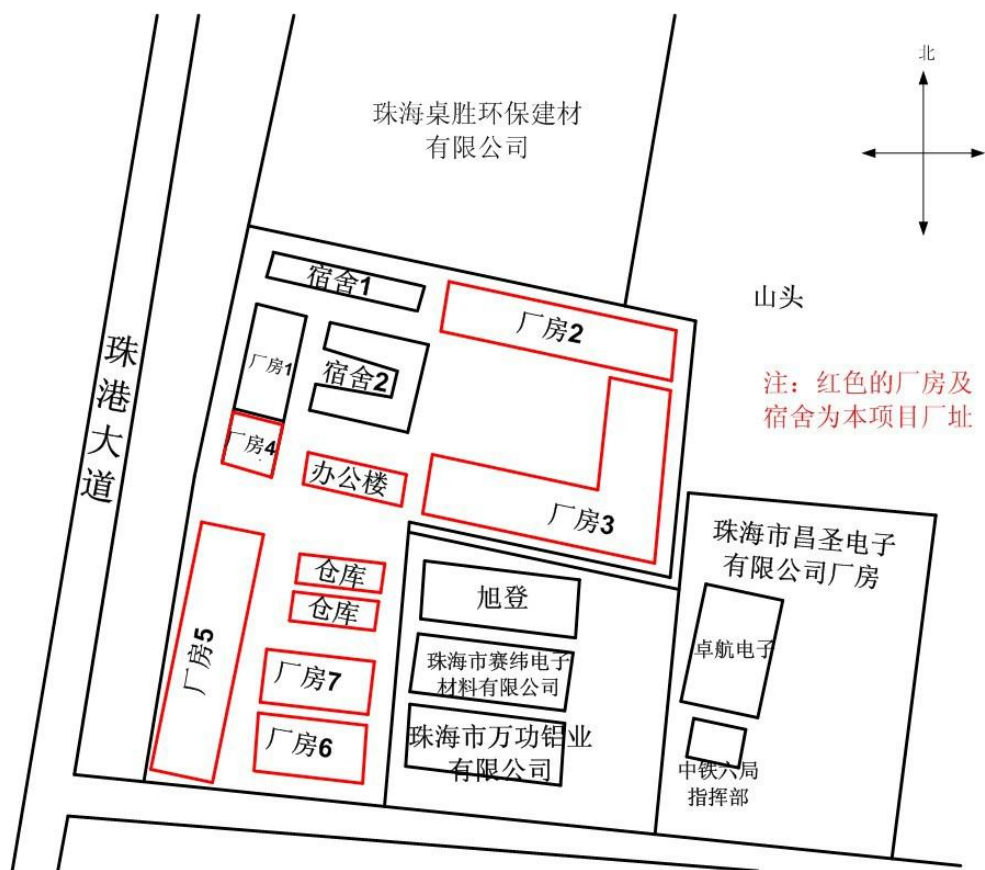 北
珠海桌胜环保建材
有限公司
宿舍1
厂房2
山头
厂房1
宿舍2
注：红色的厂房及
宿舍为本项目厂址
珠港大道
厂房4
办公楼
厂房3
珠海市昌圣电子
有限公司厂房
仓库
仓库
旭登
厂房5
珠海市赛纬电子
材料有限公司
卓航电子
厂房7
厂房6
珠海市万功铝业
有限公司
中铁六局
指挥部